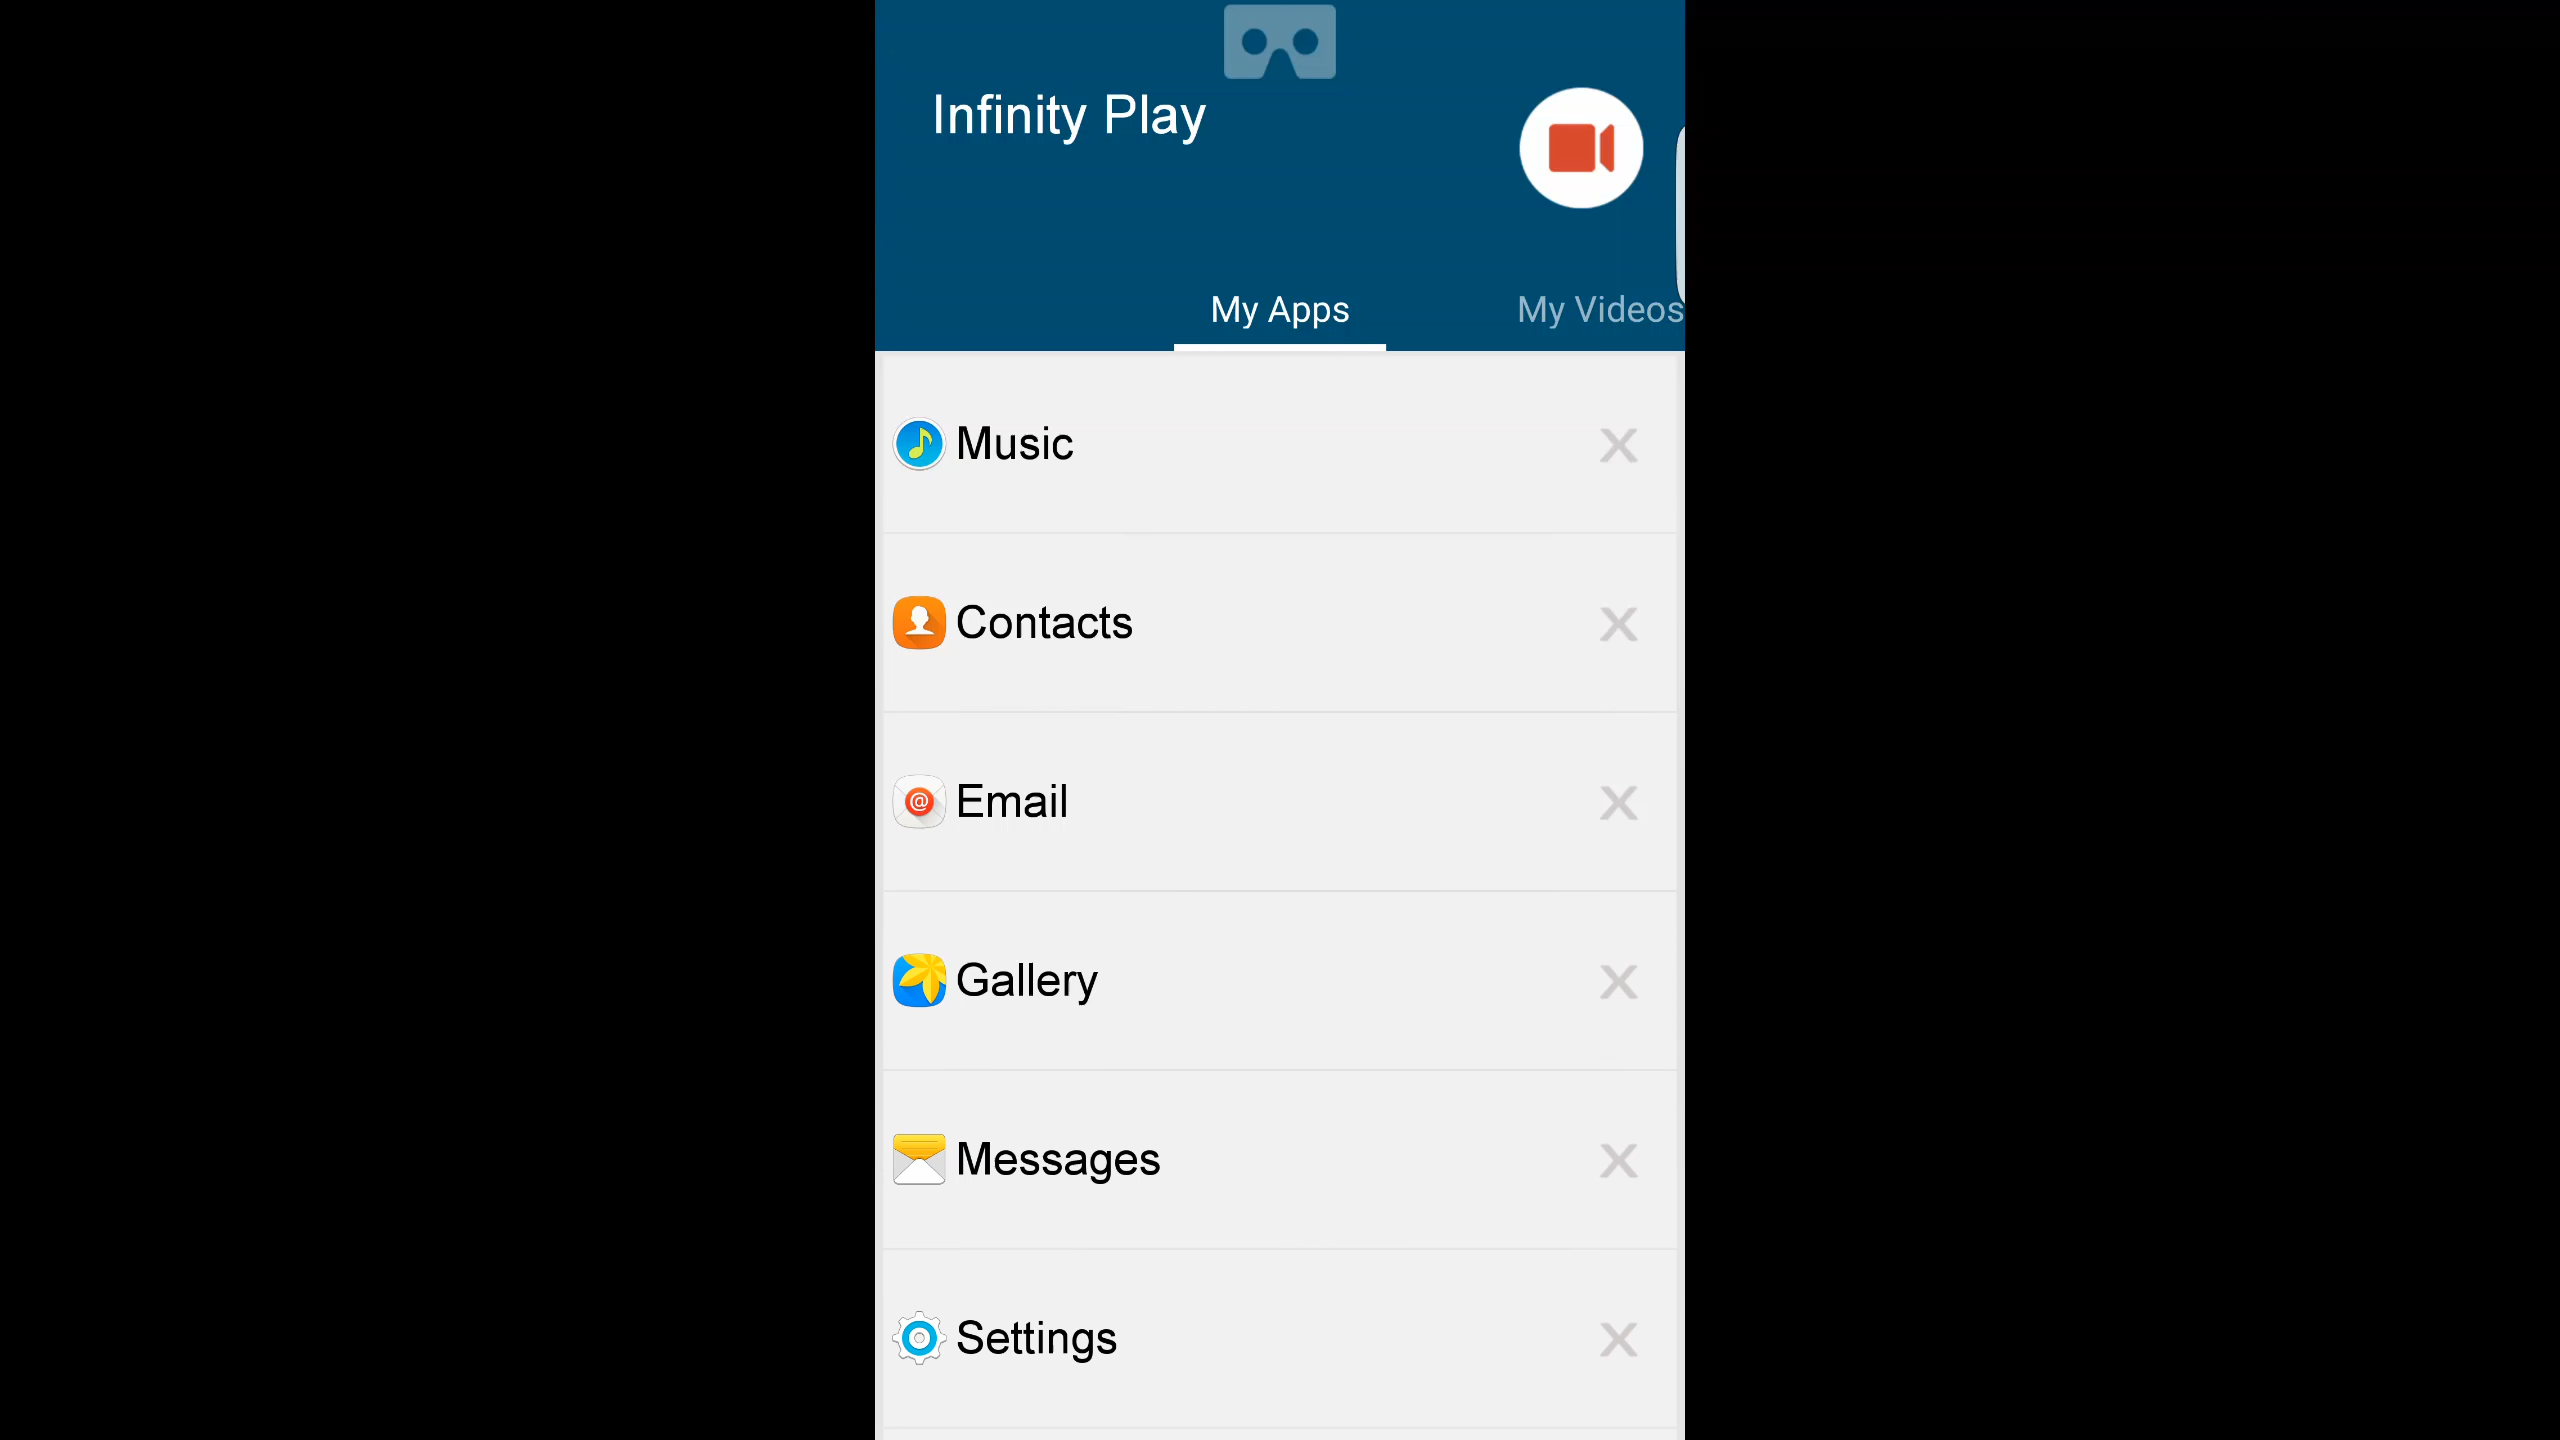 Infinity Play
My Apps
My Videos
Music
Contacts
Email
Gallery
Messages
Settings